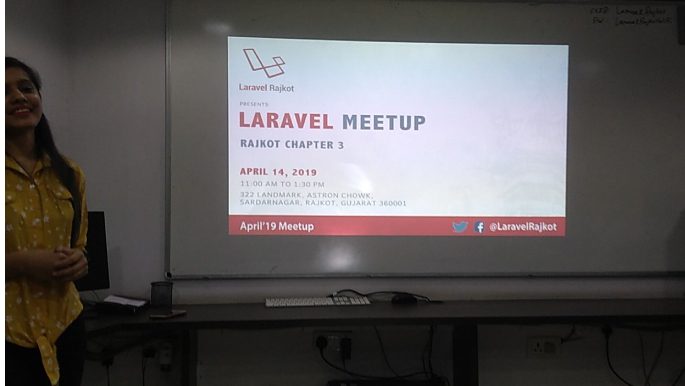 Laravel Rajkot
PRESENTS
LARAVEL MEETUP
RAJKOT CHAPTER 3
APRIL 14, 2019
11:00 AM TO 1:30 PM
322 LANDMARK, ASTRON CHOWK,
SARDARNAGAR, RAJKOT, GUJARAT 360001
April'19 Meetup
@LaravelRajkot